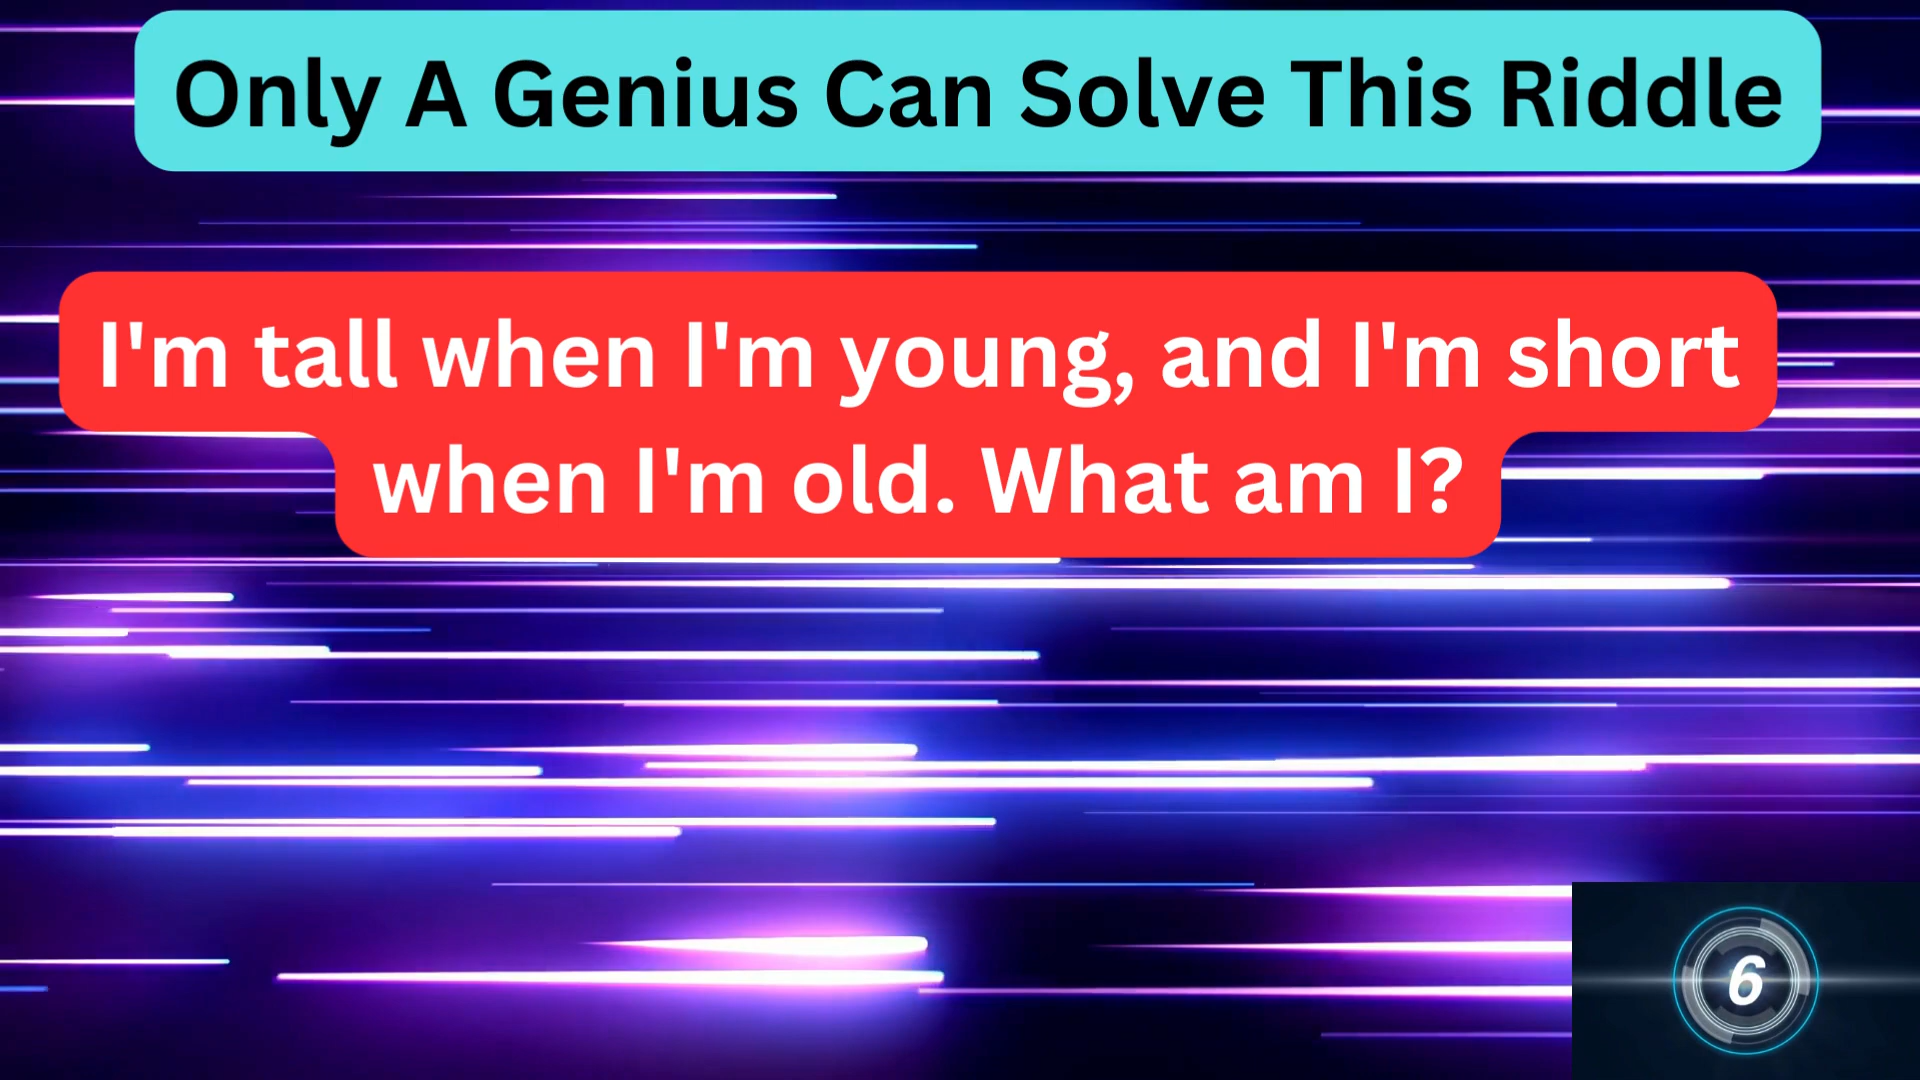 Only A Genius Can Solve This Riddle
I'm tall when I'm young, and I'm short
when I'm old. What am I?
6